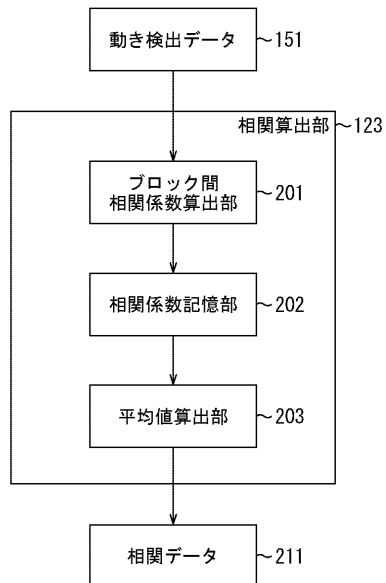 動き検出データ ~151
相関算出部 ~123
ブロック間
相関係数算出部 ~201
相関係数記憶部 ~202
平均値算出部 ~203
相関データ ~211